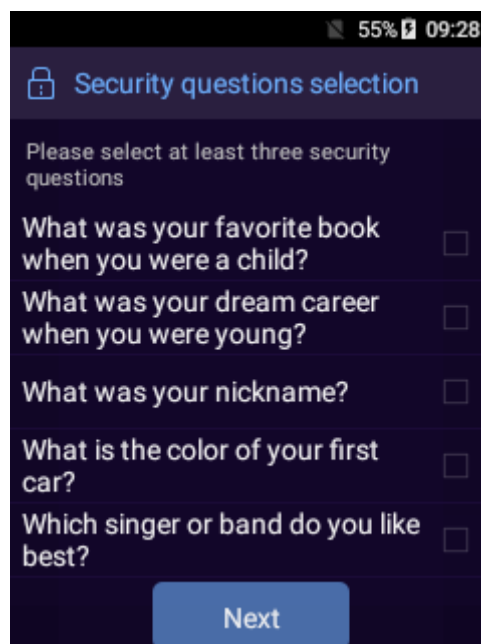 55% 09:28
Security questions selection
Please select at least three security
questions
What was your favorite book
when you were a child?
What was your dream career
when you were young?
What was your nickname?
What is the color of your first
car?
Which singer or band do you like
best?
Next